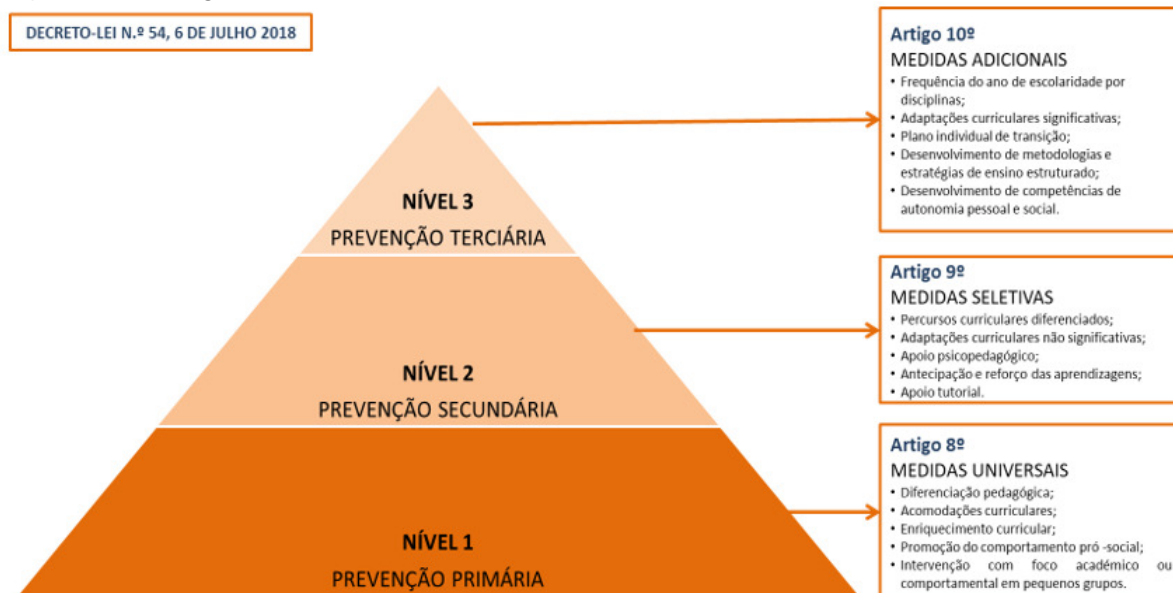 DECRETO-LEI N.º 54, 6 DE JULHO 2018
NÍVEL 3
PREVENÇÃO TERCIÁRIA
NÍVEL 2
PREVENÇÃO SECUNDÁRIA
NÍVEL 1
PREVENÇÃO PRIMÁRIA
Artigo 10º
MEDIDAS ADICIONAIS
• Frequência do ano de escolaridade por
disciplinas;
• Adaptações curriculares significativas;
• Plano individual de transição;
• Desenvolvimento de metodologias e
estratégias de ensino estruturado;
• Desenvolvimento de competências de
autonomia pessoal e social.
Artigo 9º
MEDIDAS SELETIVAS
• Percursos curriculares diferenciados;
• Adaptações curriculares não significativas;
• Apoio psicopedagógico;
• Antecipação e reforço das aprendizagens;
• Apoio tutorial.
Artigo 8º
MEDIDAS UNIVERSAIS
• Diferenciação pedagógica;
• Acomodações curriculares;
• Enriquecimento curricular;
• Promoção do comportamento pró -social;
• Intervenção com foco académico ou
comportamental em pequenos grupos.